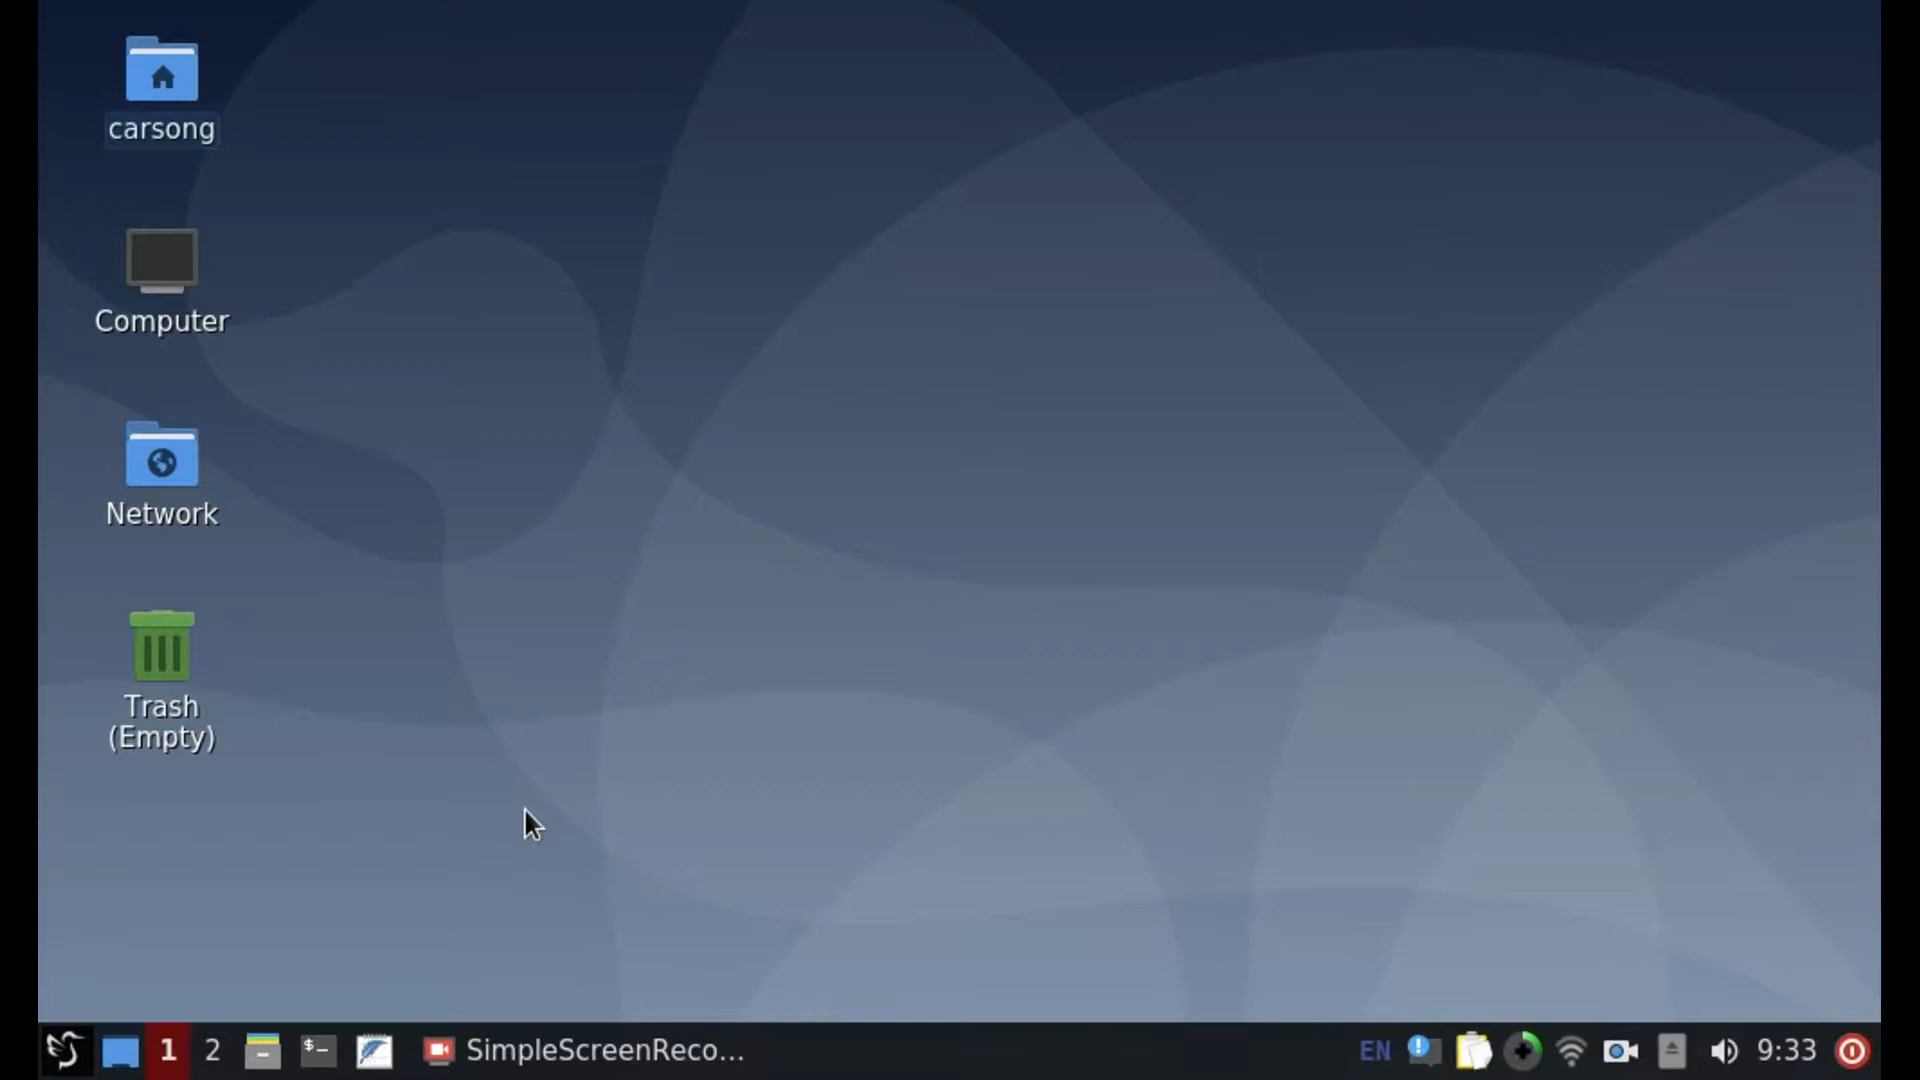 carsong
Computer
Network
Trash
(Empty)
1
2
$-
SimpleScreenReco...
EN
9:33